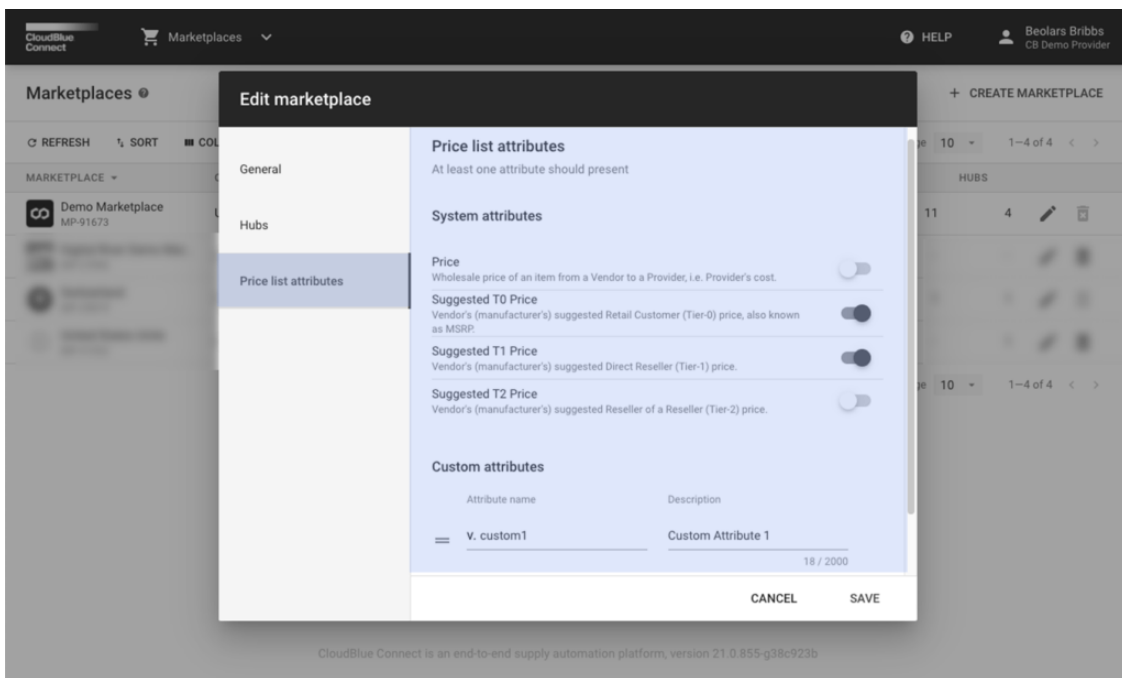 CloudBlue
Connect
Marketplaces
HELP
Beolars Bribbs
CB Demo Provider
Marketplaces
Edit marketplace
+ CREATE MARKETPLACE
REFRESH
SORT
COL
10
1–4 of 4
MARKETPLACE
HUBS
Demo Marketplace
MP-91673
11
4
General
Hubs
Price list attributes
Price list attributes
At least one attribute should present
System attributes
Price
Wholesale price of an item from a Vendor to a Provider, i.e. Provider's cost.
Suggested T0 Price
Vendor's (manufacturer's) suggested Retail Customer (Tier-0) price, also known
as MSRP.
Suggested T1 Price
Vendor's (manufacturer's) suggested Direct Reseller (Tier-1) price.
Suggested T2 Price
Vendor's (manufacturer's) suggested Reseller of a Reseller (Tier-2) price.
10
1–4 of 4
Custom attributes
Attribute name
Description
v. custom1
Custom Attribute 1
18 / 2000
CANCEL
SAVE
CloudBlue Connect is an end-to-end supply automation platform, version 21.0.855-g38c923b